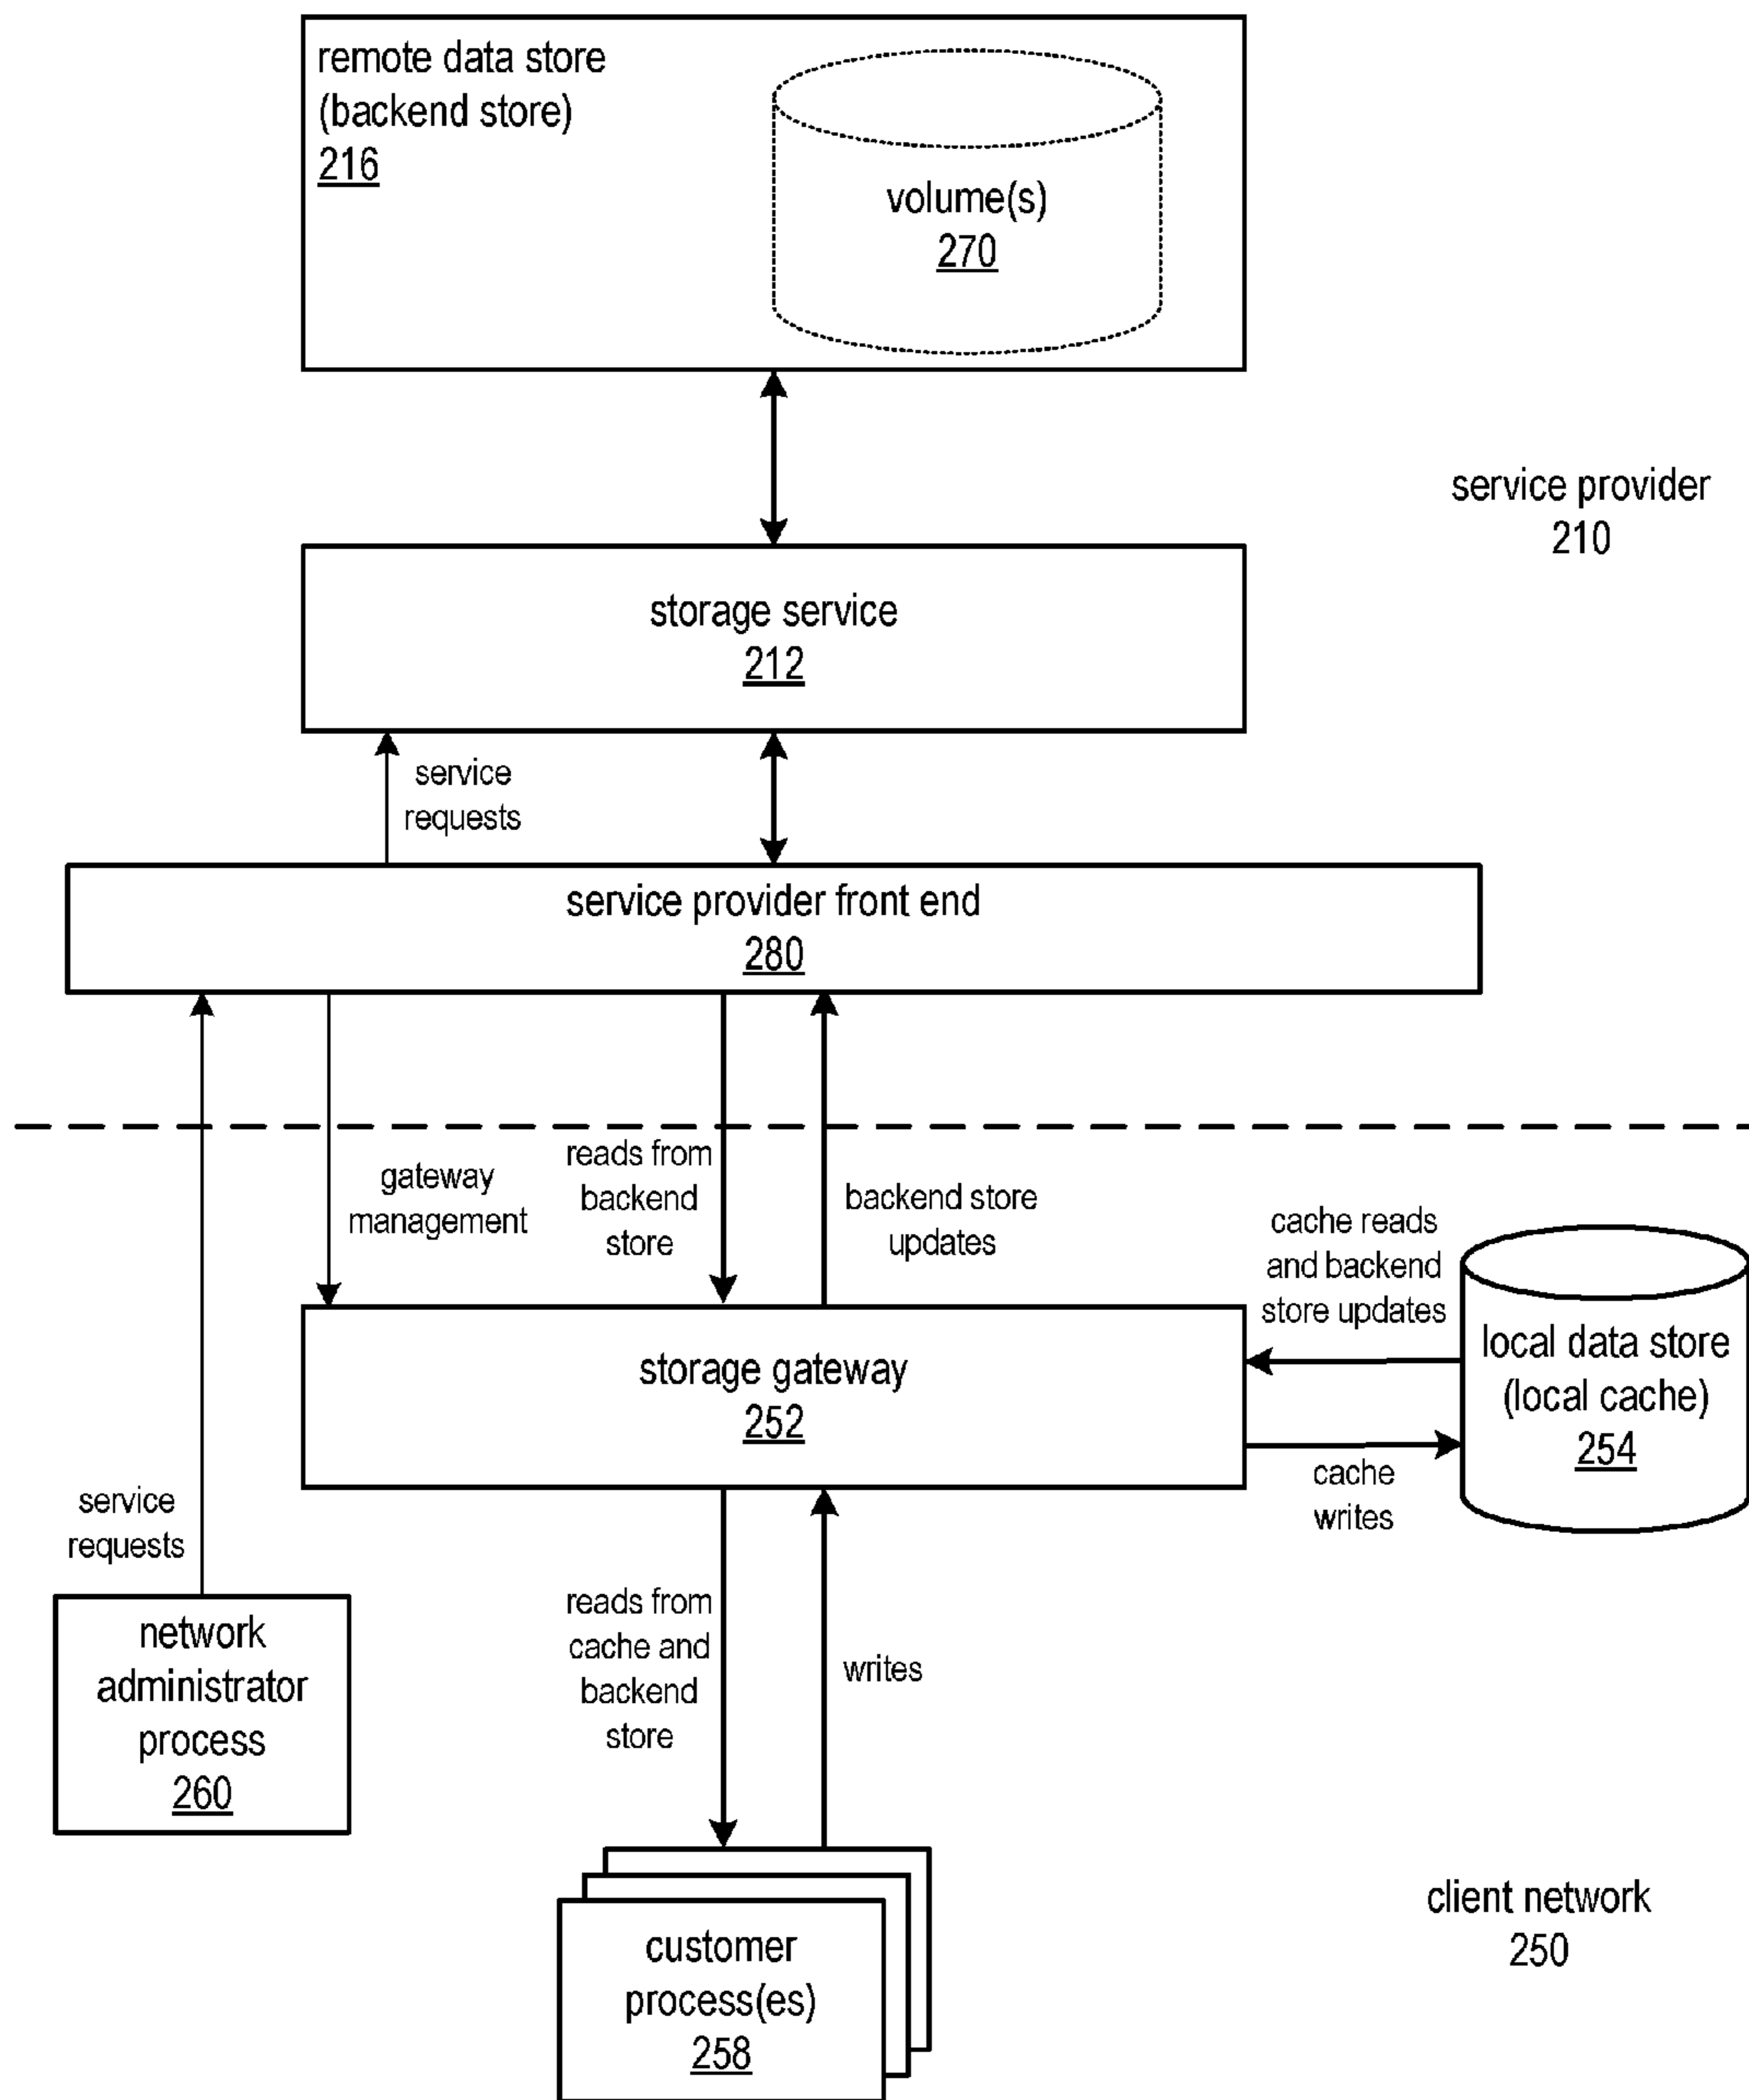 remote data store
(backend store)
216
volume(s)
270
service provider
210
storage service
212
service
requests
service provider front end
280
gateway
management
reads from
backend
store
backend store
updates
cache reads
and backend
store updates
local data store
(local cache)
254
storage gateway
252
cache
writes
service
requests
network
administrator
process
260
reads from
cache and
backend
store
writes
customer
process(es)
258
client network
250